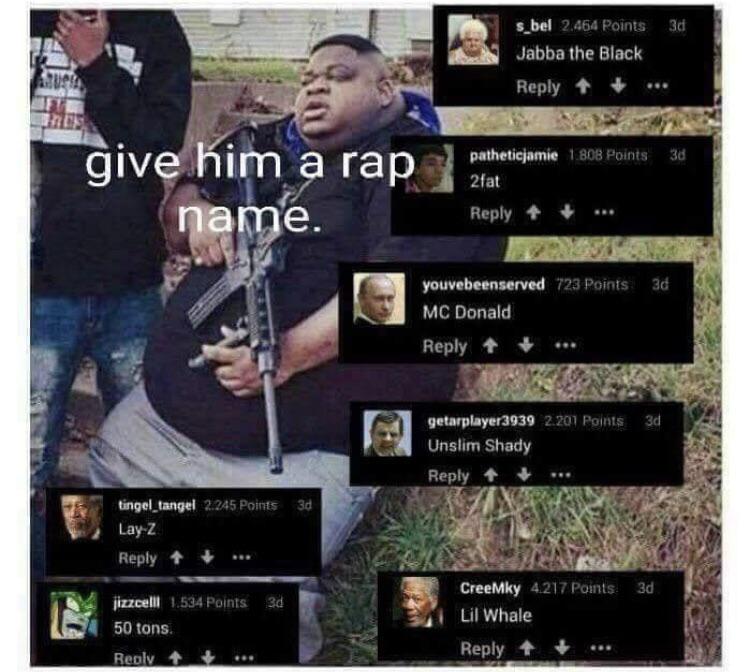 s_bel 2.464 Points 3d
Jabba the Black
Reply
give him a rap
name.
patheticjamie 1.808 Points 3d
2fat
Reply
youvebeenserved 723 Points 3d
MC Donald
Reply
getarplayer3939 2.201 Points 3d
Unslim Shady
Reply
tingel_tangel 2.245 Points 3d
Lay-Z
Reply
jizzcelll 1.534 Points 3d
50 tons.
Reply
CreeMky 4.217 Points 3d
Lil Whale
Reply